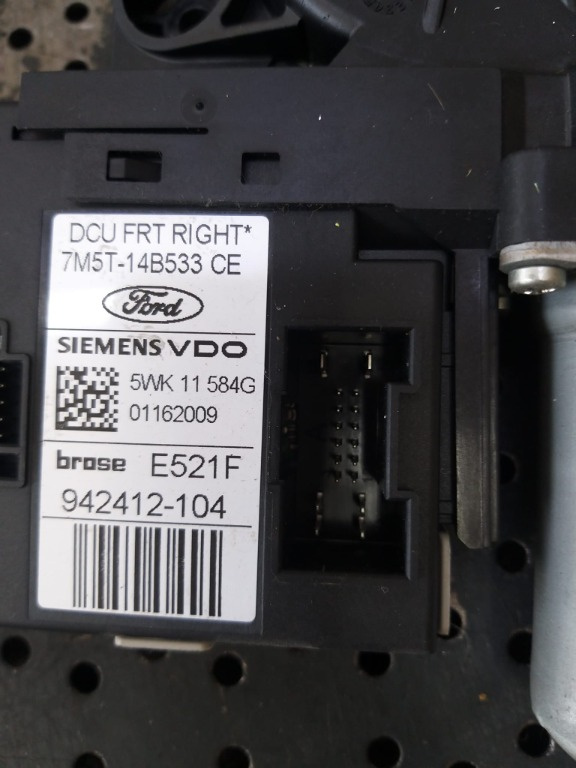 DCU FRT RIGHT*
7M5T-14B533 CE
Ford
SIEMENS VDO
5WK 11 584G
01162009
brose E521F
942412-104